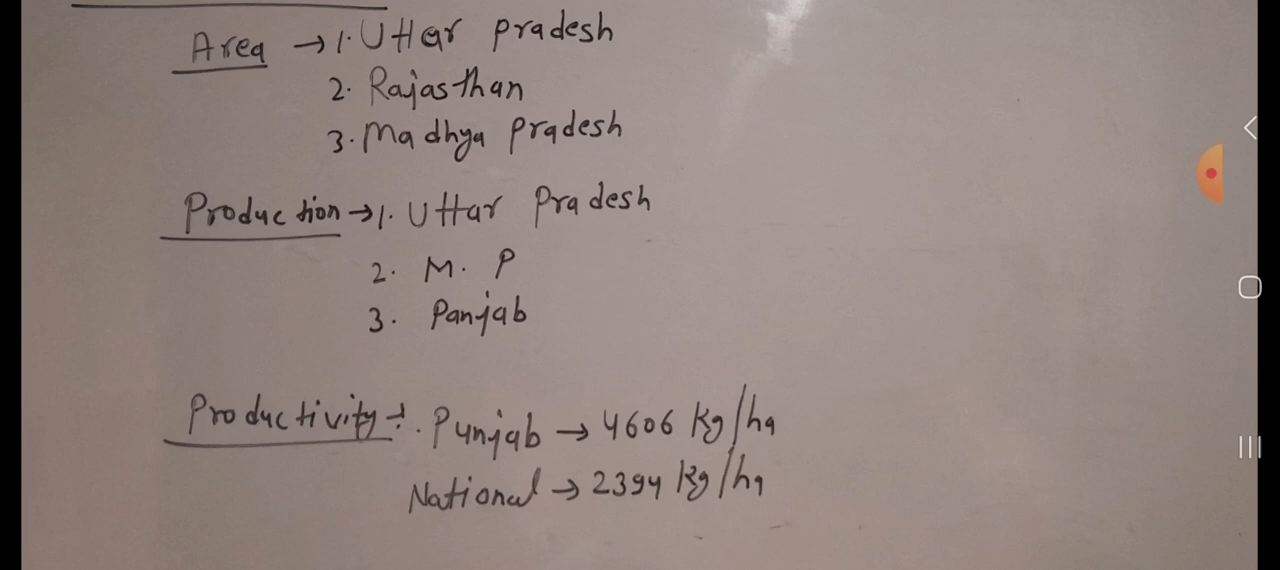 Area → 1. Uttar Pradesh
2. Rajasthan
3. Madhya Pradesh
Production → 1. Uttar Pradesh
2. M. P
3. Panjab
Productivity :- Punjab → 4606 kg/ha
National → 2394 kg/ha